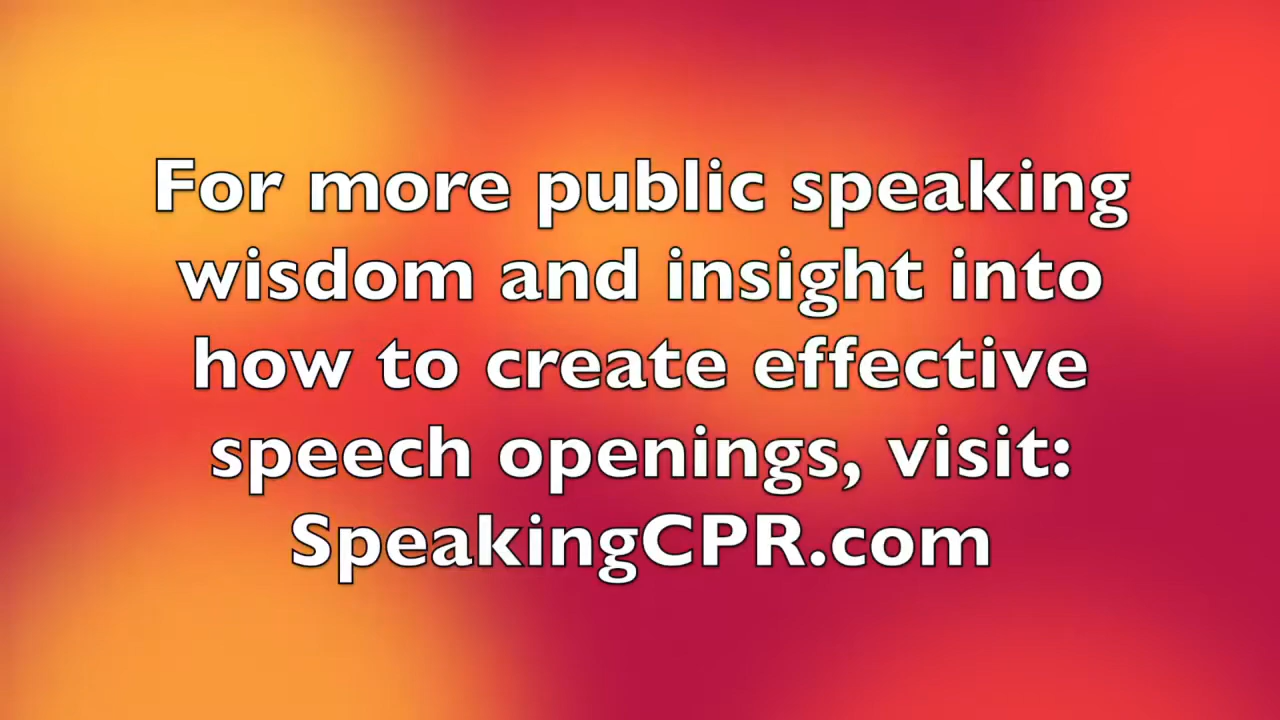 For more public speaking
wisdom and insight into
how to create effective
speech openings, visit:
SpeakingCPR.com